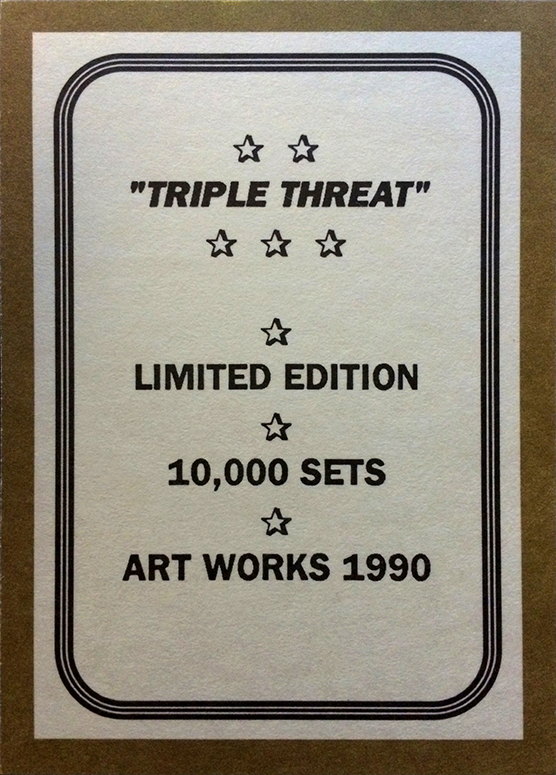 "TRIPLE THREAT"
LIMITED EDITION
10,000 SETS
ART WORKS 1990